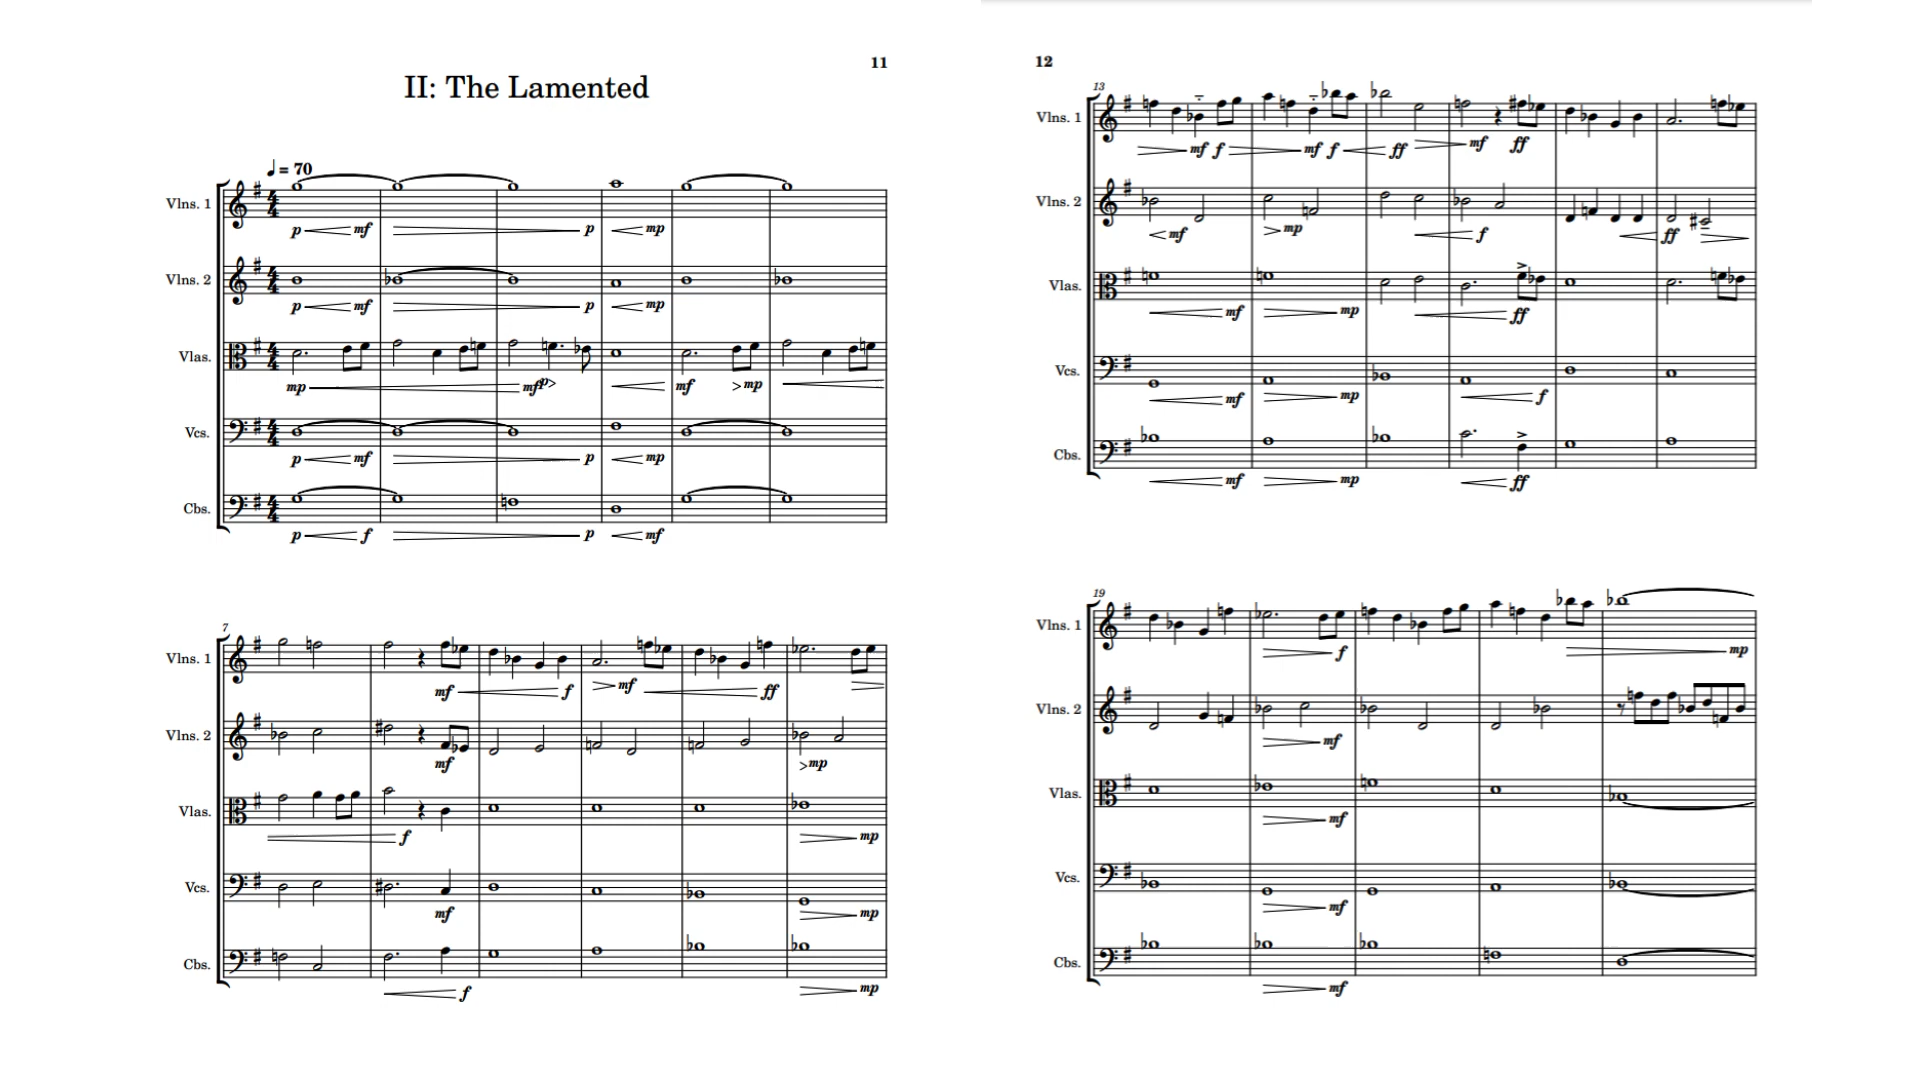 11
II: The Lamented
♩ = 70
Vlns. 1
p mf p mp
Vlns. 2
p mf p mp
Vlas.
mp mf p mf mp
Vcs.
p mf p mp
Cbs.
p f p mf
7
Vlns. 1
mf f mf ff
Vlns. 2
mf mp
Vlas.
f mp
Vcs.
mf mp
Cbs.
f mp
12
13
Vlns. 1
mf f mf f ff mf ff
Vlns. 2
mf mp f ff
Vlas.
mf mp ff
Vcs.
mf mp f
Cbs.
mf mp ff
19
Vlns. 1
f mp
Vlns. 2
mf
Vlas.
mf
Vcs.
mf
Cbs.
mf